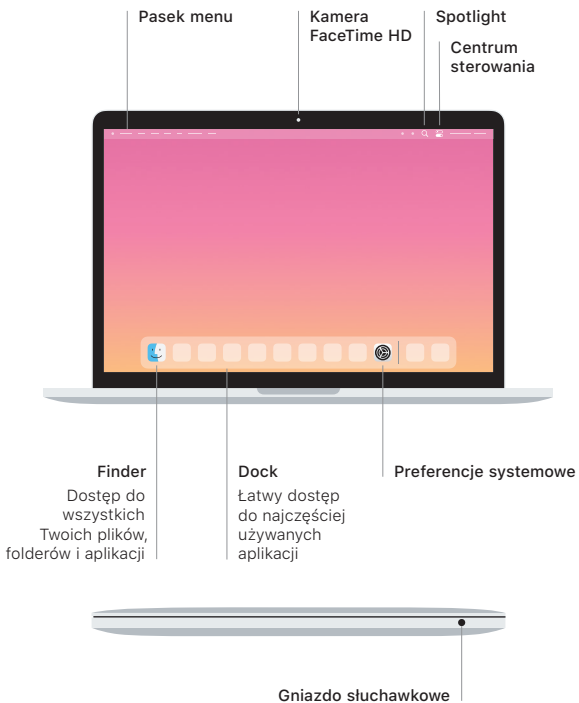 Pasek menu
Kamera
FaceTime HD
Spotlight
Centrum
sterowania
Finder
Dostęp do
wszystkich
Twoich plików,
folderów i aplikacji
Dock
Łatwy dostęp
do najczęściej
używanych
aplikacji
Preferencje systemowe
Gniazdo słuchawkowe